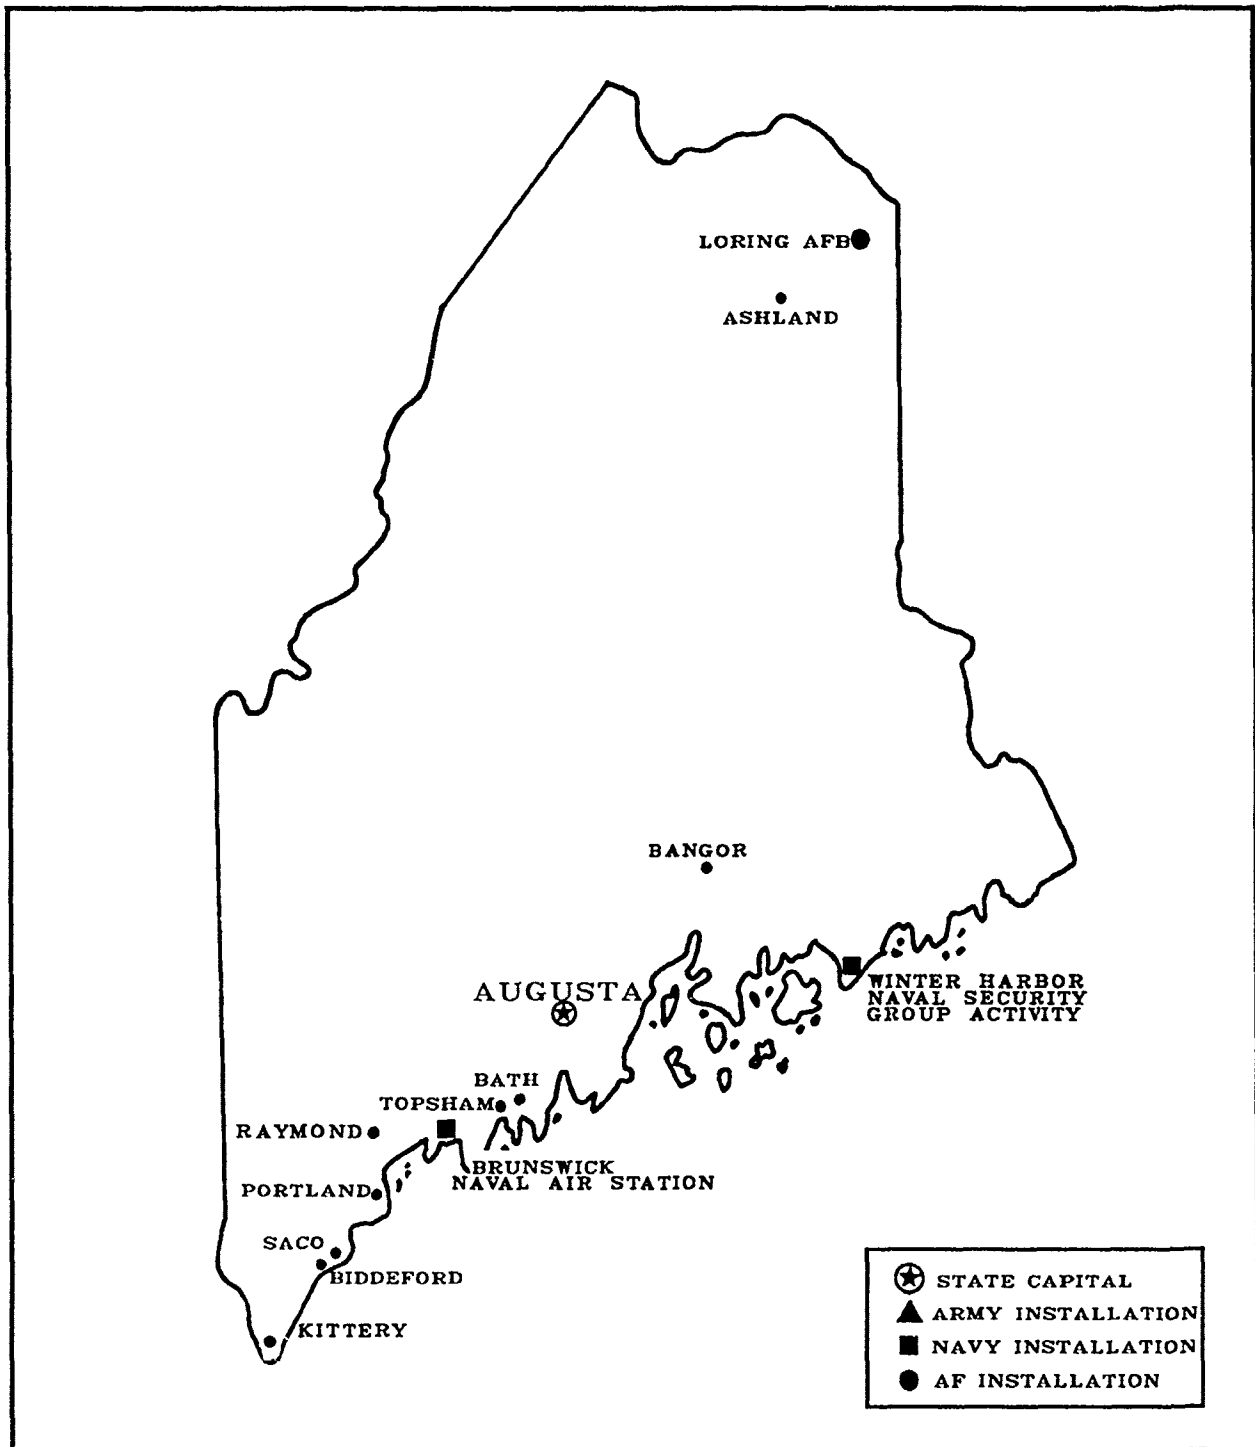 LORING AFB
ASHLAND
BANGOR
AUGUSTA
WINTER HARBOR
NAVAL SECURITY
GROUP ACTIVITY
BATH
TOPSHAM
RAYMOND
BRUNSWICK
NAVAL AIR STATION
PORTLAND
SACO
BIDDEFORD
KITTERY
STATE CAPITAL
ARMY INSTALLATION
NAVY INSTALLATION
AF INSTALLATION